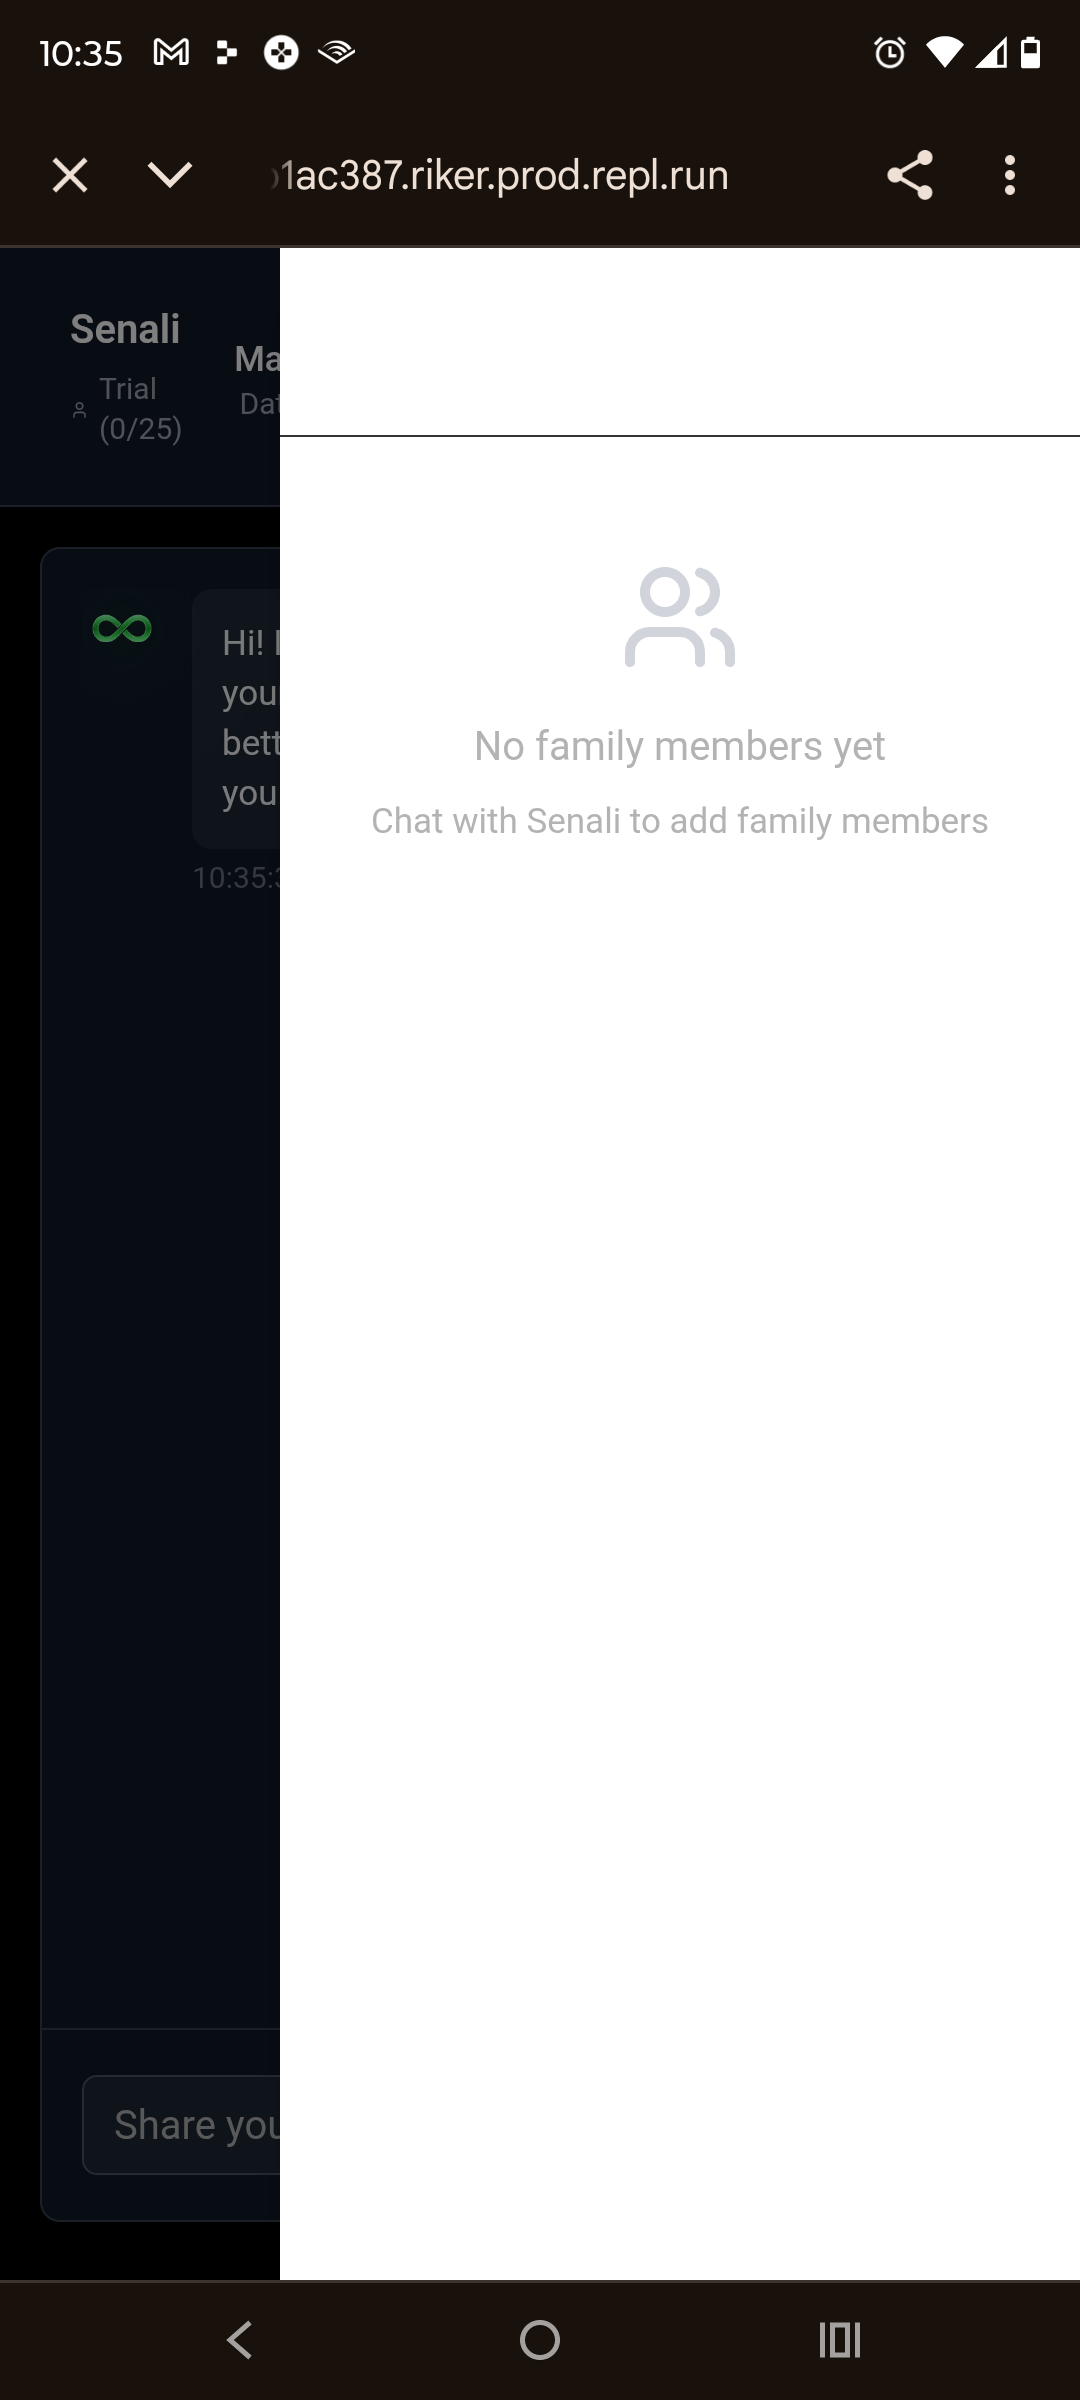 10:35
1ac387.riker.prod.repl.run
Senali
Trial
(0/25)
Ma
Dat
Hi!
you
bett
you
10:35:
No family members yet
Chat with Senali to add family members
Share you